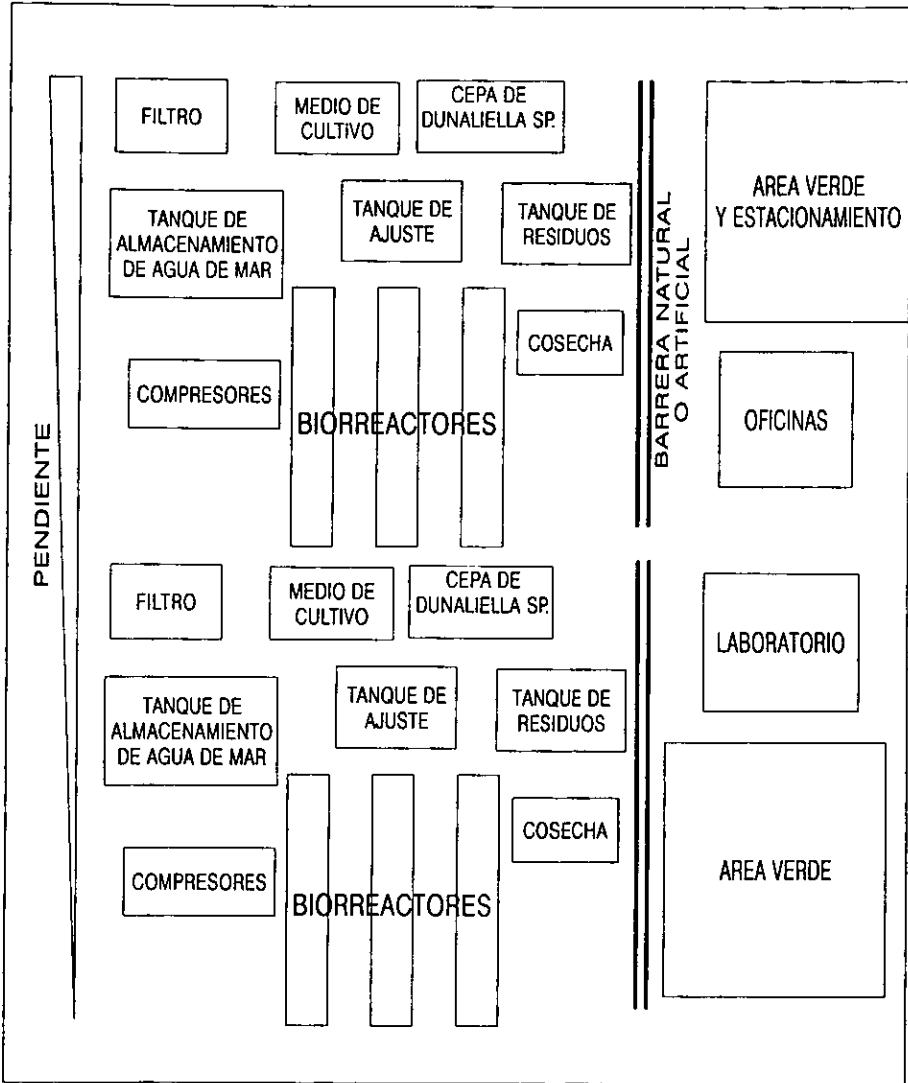 FILTRO
MEDIO DE
CULTIVO
CEPA DE
DUNALIELLA SP.
TANQUE DE
ALMACENAMIENTO
DE AGUA DE MAR
TANQUE DE
AJUSTE
TANQUE DE
RESIDUOS
COMPRESORES
BIORREACTORES
COSECHA
PENDIENTE
FILTRO
MEDIO DE
CULTIVO
CEPA DE
DUNALIELLA SP.
TANQUE DE
ALMACENAMIENTO
DE AGUA DE MAR
TANQUE DE
AJUSTE
TANQUE DE
RESIDUOS
COMPRESORES
BIORREACTORES
COSECHA
BARRERA NATURAL
O ARTIFICIAL
AREA VERDE
Y ESTACIONAMIENTO
OFICINAS
LABORATORIO
AREA VERDE